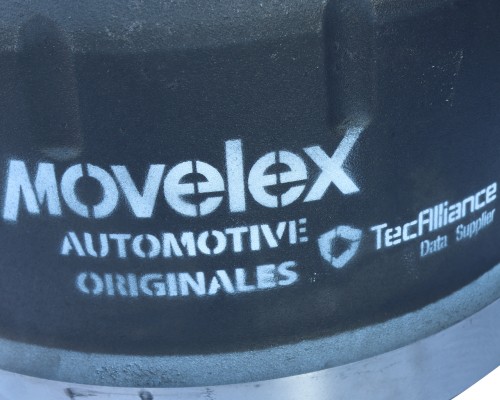 Movelex
AUTOMOTIVE
ORIGINALES
TecAlliance
Data Supplier